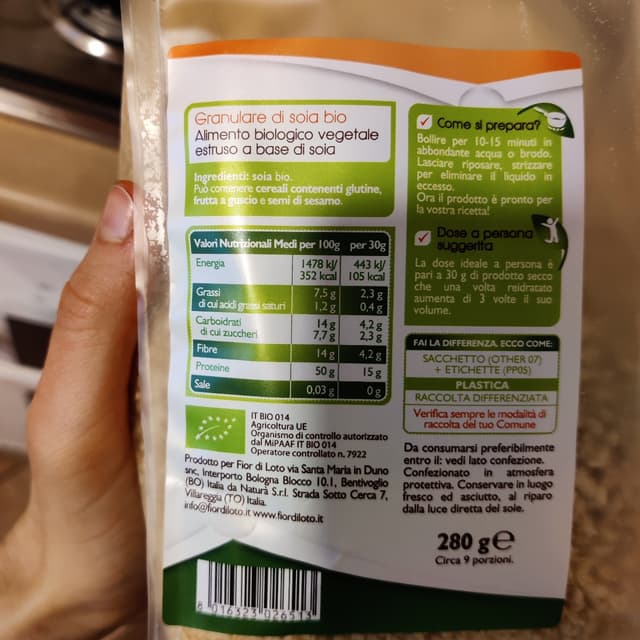 Granulare di soia bio
Alimento biologico vegetale
estruso a base di soia
Ingredienti: soia bio.
Può contenere cereali contenenti glutine,
frutta a guscio e semi di sesamo.
Valori Nutrizionali Medi per 100g per 30g
Energia 1478 kj/ 443 kj/
352 kcal 105 kcal
Grassi 7,5 g 2,3 g
di cui acidi grassi saturi 1,2 g 0,4 g
Carboidrati 14 g 4,2 g
di cui zuccheri 7,7 g 2,3 g
Fibre 14 g 4,2 g
Proteine 50 g 15 g
Sale 0,03 g 0 g
IT BIO 014
Agricoltura UE
Organismo di controllo autorizzato
dal MiPAAF IT BIO 014
Operatore controllato n. 7922
Prodotto per Fior di Loto via Santa Maria in Duno
snc, Interporto Bologna Blocco 10.1, Bentivoglio
(BO) Italia da Naturà S.r.l. Strada Sotto Cerca 7,
Villareggia (TO) Italia.
info@fiordiloto.it www.fiordiloto.it
8 016323 026513
Come si prepara?
Bollire per 10-15 minuti in
abbondante acqua o brodo.
Lasciare riposare, strizzare
per eliminare il liquido in
eccesso.
Ora il prodotto è pronto per
la vostra ricetta!
Dose a persona
suggerita
La dose ideale a persona è
pari a 30 g di prodotto secco
che una volta reidratato
aumenta di 3 volte il suo
volume.
FAI LA DIFFERENZA, ECCO COME:
SACCHETTO (OTHER 07)
+ ETICHETTE (PP05)
PLASTICA
RACCOLTA DIFFERENZIATA
Verifica sempre le modalità di
raccolta del tuo Comune
Da consumarsi preferibilmente
entro il: vedi lato confezione.
Confezionato in atmosfera
protettiva. Conservare in luogo
fresco ed asciutto, al riparo
dalla luce diretta del sole.
280 g e
Circa 9 porzioni.